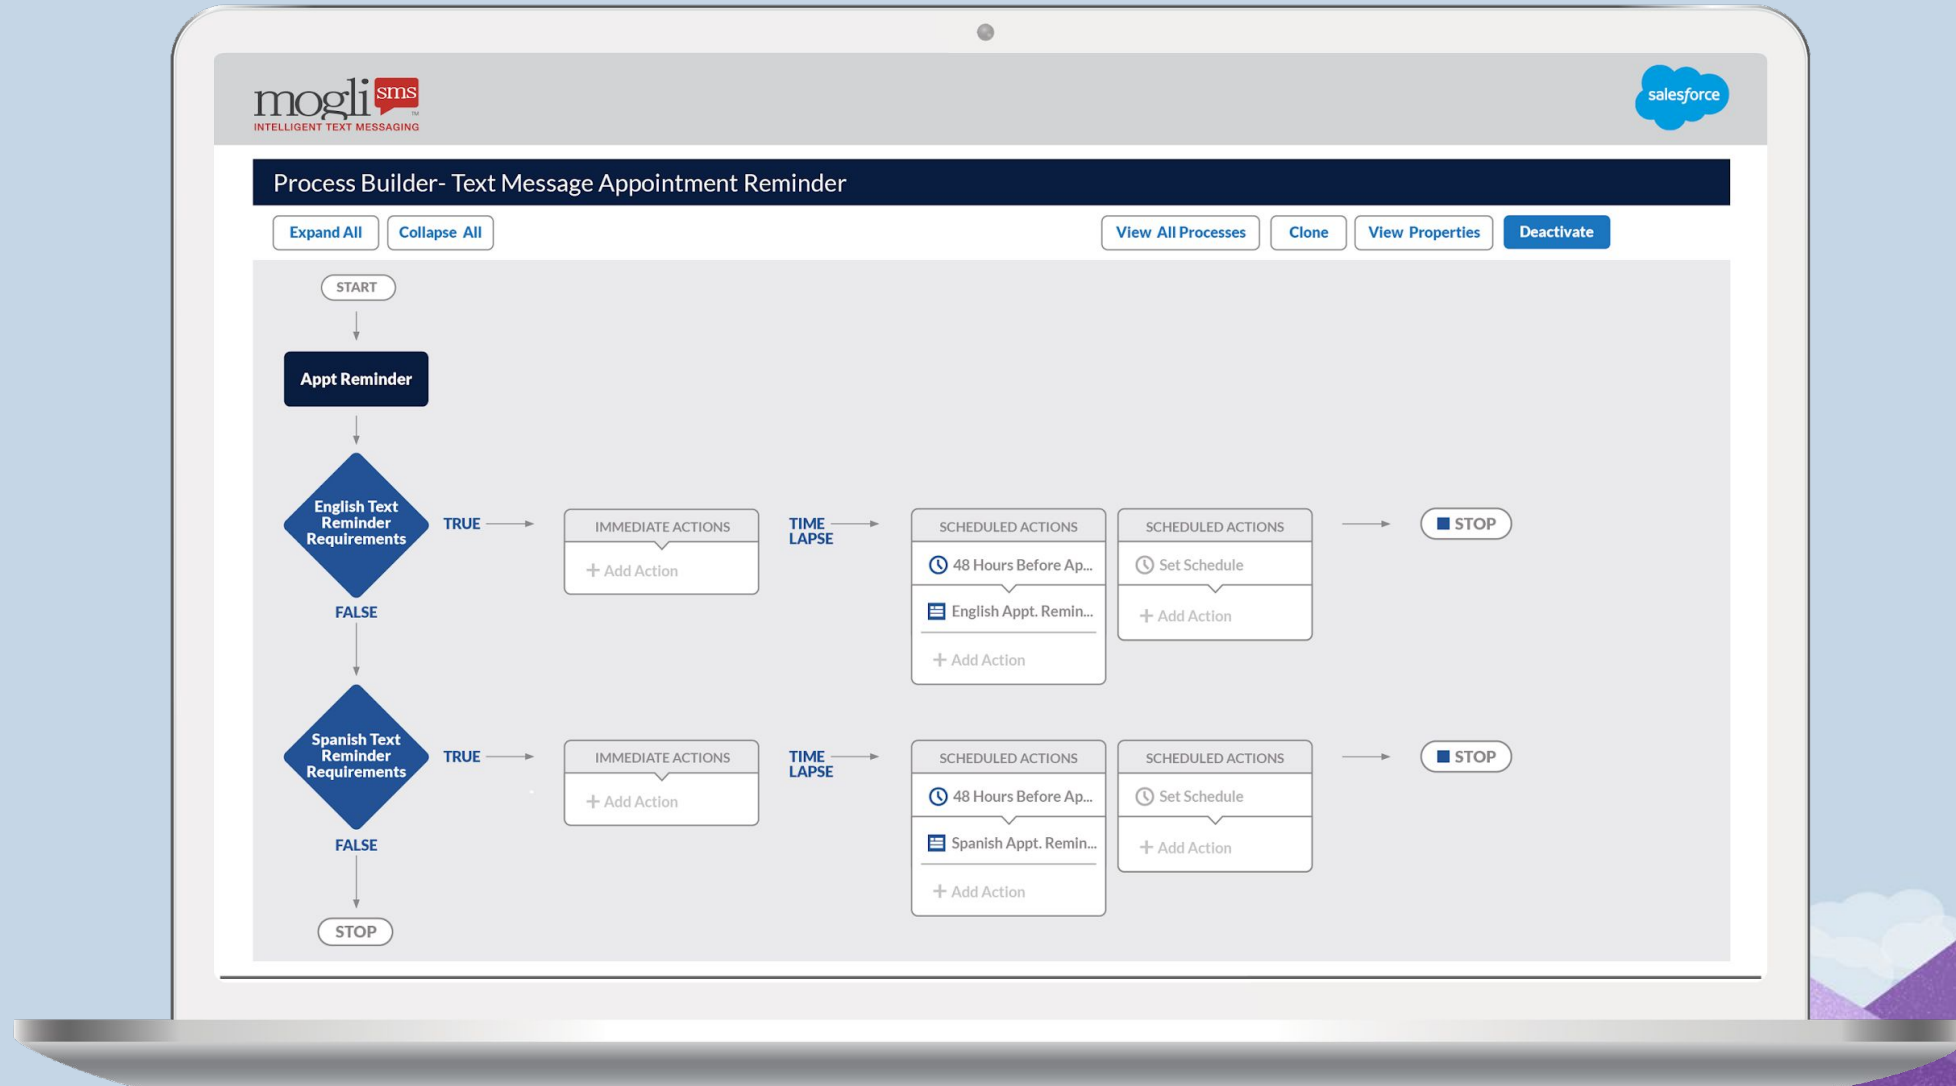 mogli sms
™
INTELLIGENT TEXT MESSAGING
salesforce
Process Builder- Text Message Appointment Reminder
Expand All
Collapse All
View All Processes
Clone
View Properties
Deactivate
START
Appt Reminder
English Text
Reminder
Requirements
TRUE
IMMEDIATE ACTIONS
+ Add Action
TIME
LAPSE
SCHEDULED ACTIONS
48 Hours Before Ap...
English Appt. Remin...
+ Add Action
SCHEDULED ACTIONS
Set Schedule
+ Add Action
STOP
FALSE
Spanish Text
Reminder
Requirements
TRUE
IMMEDIATE ACTIONS
+ Add Action
TIME
LAPSE
SCHEDULED ACTIONS
48 Hours Before Ap...
Spanish Appt. Remin...
+ Add Action
SCHEDULED ACTIONS
Set Schedule
+ Add Action
STOP
FALSE
STOP